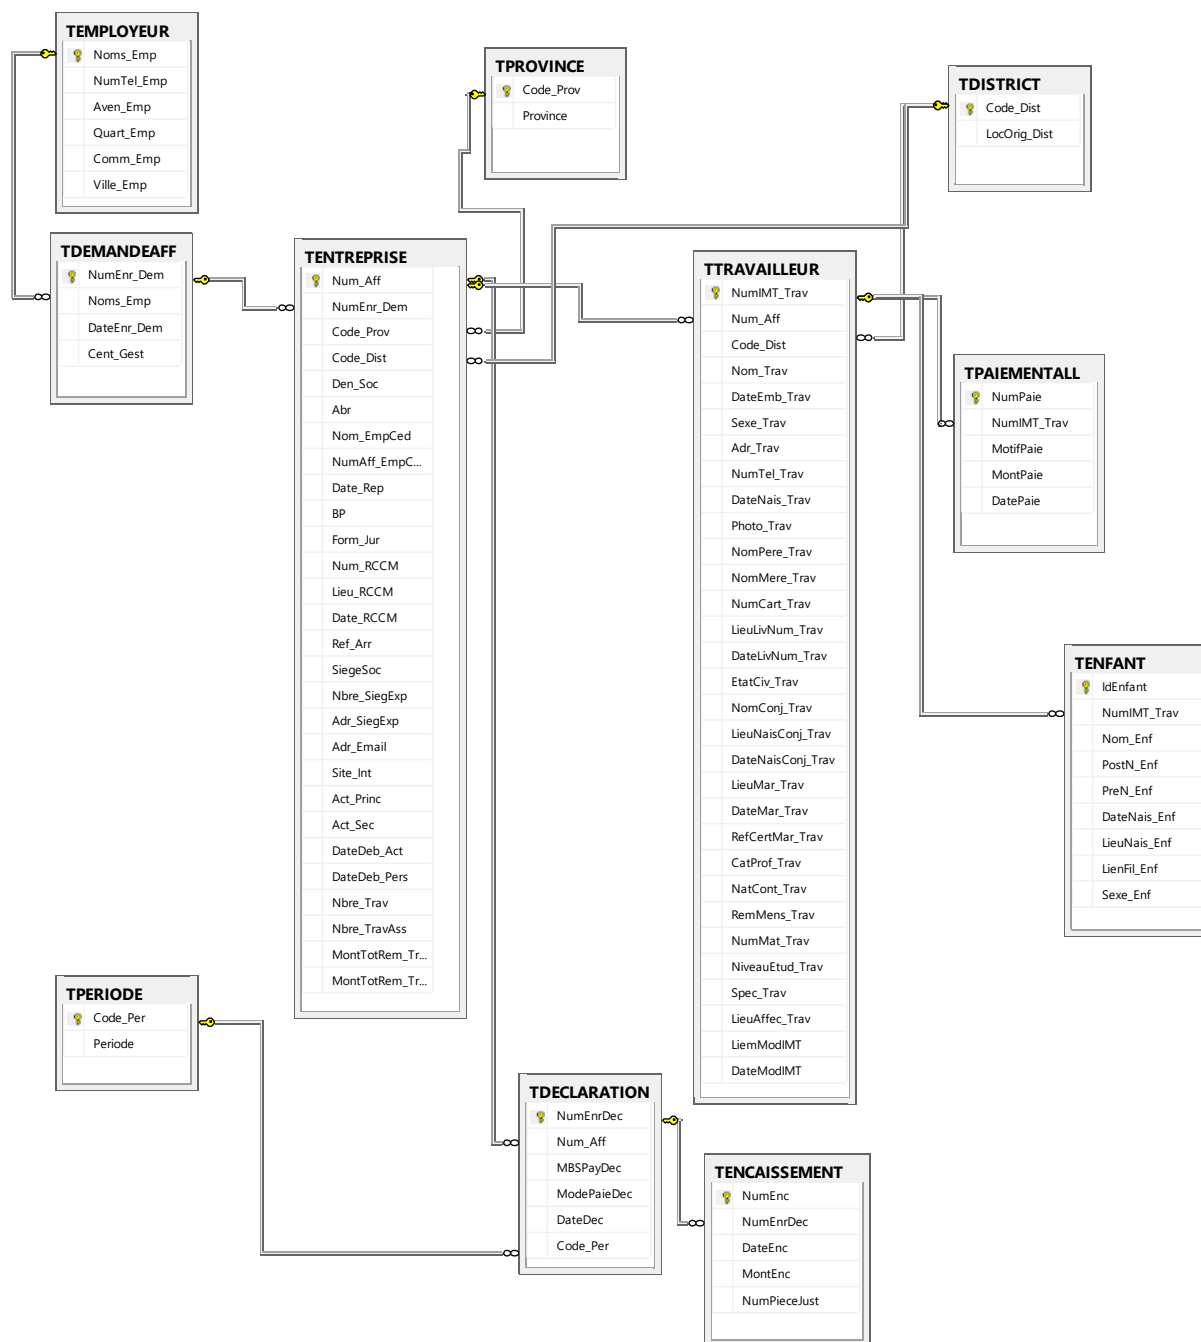 TEMPLOYEUR
Noms_Emp
NumTel_Emp
Aven_Emp
Quart_Emp
Comm_Emp
Ville_Emp
TPROVINCE
Code_Prov
Province
TDISTRICT
Code_Dist
LocOrig_Dist
TDEMANDEAFF
NumEnr_Dem
Noms_Emp
DateEnr_Dem
Cent_Gest
TENTREPRISE
Num_Aff
NumEnr_Dem
Code_Prov
Code_Dist
Den_Soc
Abr
Nom_EmpCed
NumAff_EmpC...
Date_Rep
BP
Form_Jur
Num_RCCM
Lieu_RCCM
Date_RCCM
Ref_Arr
SiegeSoc
Nbre_SiegExp
Adr_SiegExp
Adr_Email
Site_Int
Act_Princ
Act_Sec
DateDeb_Act
DateDeb_Pers
Nbre_Trav
Nbre_TravAss
MontTotRem_Tr...
MontTotRem_Tr...
TTRAVAILLEUR
NumIMT_Trav
Num_Aff
Code_Dist
Nom_Trav
DateEmb_Trav
Sexe_Trav
Adr_Trav
NumTel_Trav
DateNais_Trav
Photo_Trav
NomPere_Trav
NomMere_Trav
NumCart_Trav
LieuLivNum_Trav
DateLivNum_Trav
EtatCiv_Trav
NomConj_Trav
LieuNaisConj_Trav
DateNaisConj_Trav
LieuMar_Trav
DateMar_Trav
RefCertMar_Trav
CatProf_Trav
NatCont_Trav
RemMens_Trav
NumMat_Trav
NiveauEtud_Trav
Spec_Trav
LieuAffec_Trav
LiemModIMT
DateModIMT
TPAIEMENTALL
NumPaie
NumIMT_Trav
MotifPaie
MontPaie
DatePaie
TENFANT
IdEnfant
NumIMT_Trav
Nom_Enf
PostN_Enf
PreN_Enf
DateNais_Enf
LieuNais_Enf
LienFil_Enf
Sexe_Enf
TPERIODE
Code_Per
Periode
TDECLARATION
NumEnrDec
Num_Aff
MBSPayDec
ModePaieDec
DateDec
Code_Per
TENCAISSEMENT
NumEnc
NumEnrDec
DateEnc
MontEnc
NumPieceJust